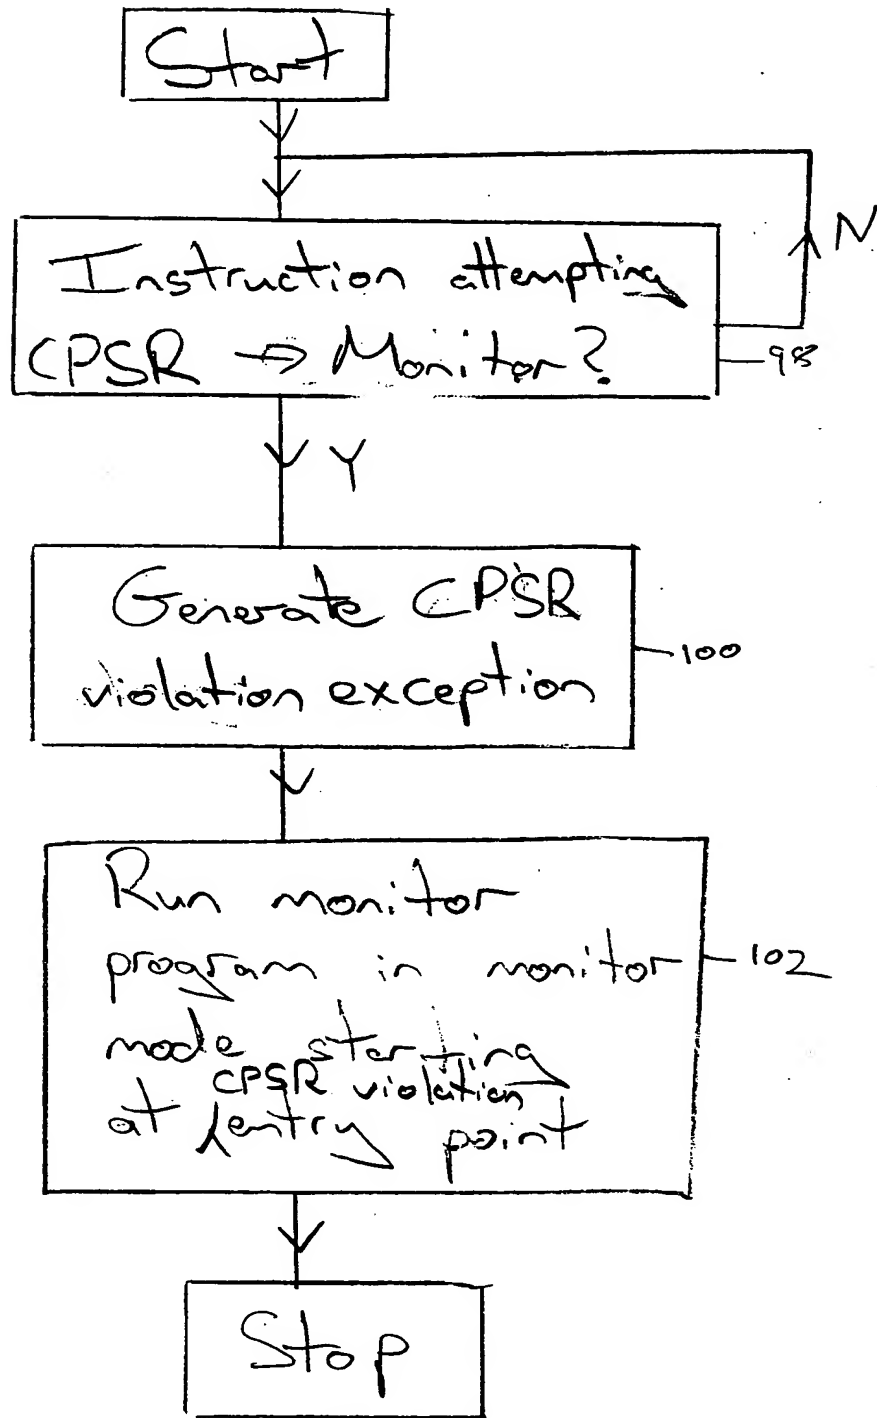 Start
N
Instruction attempting
CPSR → Monitor?
98
Y
Generate CPSR
violation exception
100
Run monitor
program in monitor
102
mode starting
CPSR violation
at entry point
Stop